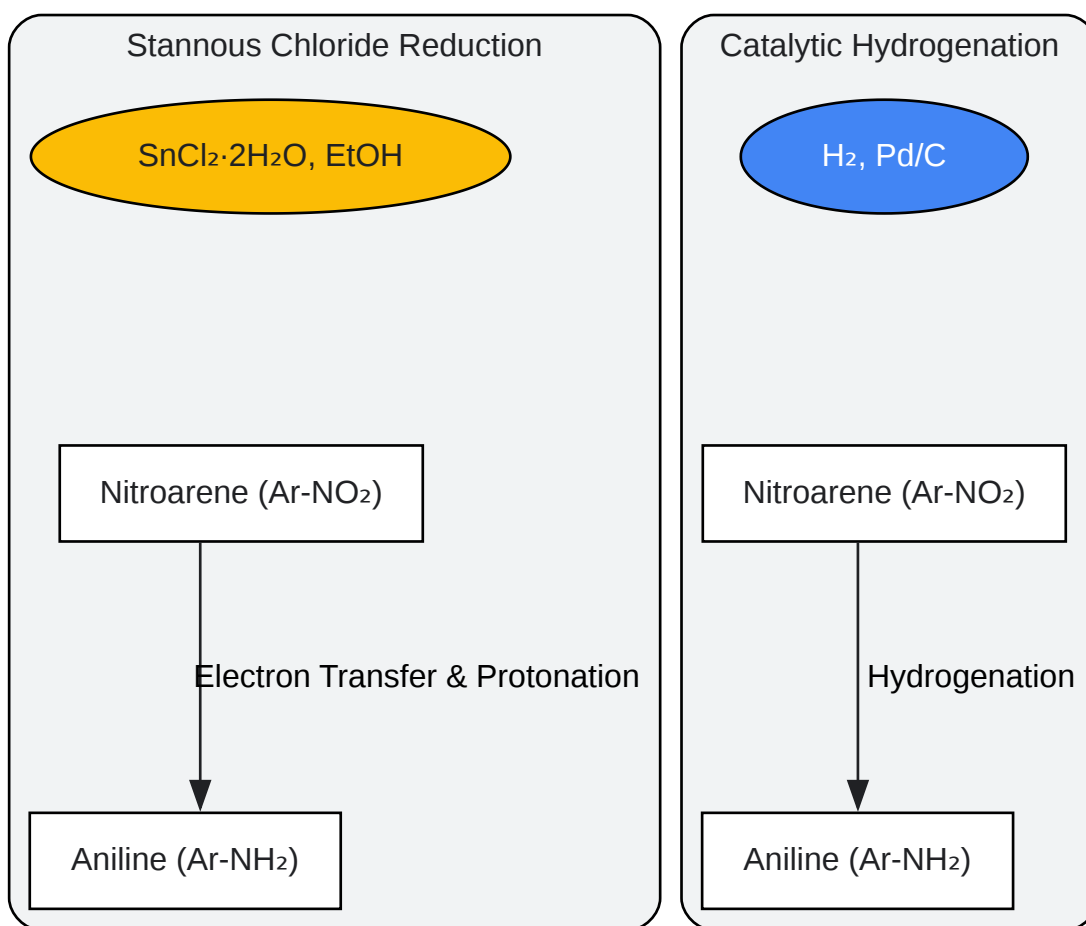 Stannous Chloride Reduction
SnCl₂·2H₂O, EtOH
Nitroarene (Ar-NO₂)
Electron Transfer & Protonation
Aniline (Ar-NH₂)
Catalytic Hydrogenation
H₂, Pd/C
Nitroarene (Ar-NO₂)
Hydrogenation
Aniline (Ar-NH₂)